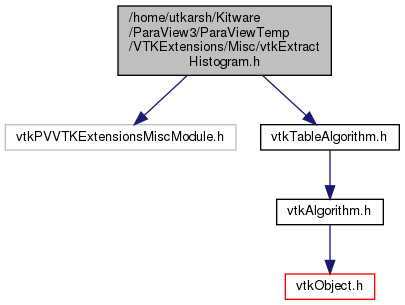 /home/utkarsh/Kitware
/ParaView3/ParaViewTemp
/VTKExtensions/Misc/vtkExtract
Histogram.h
vtkPVVTKExtensionsMiscModule.h
vtkTableAlgorithm.h
vtkAlgorithm.h
vtkObject.h